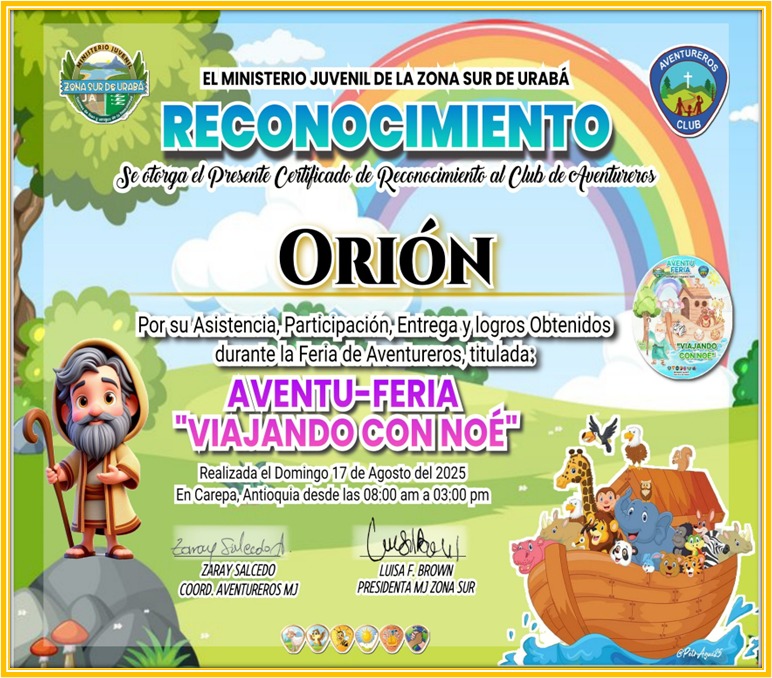 MINISTERIO JUVENIL
ZONA SUR DE URABÁ
JA
AVENTUREROS
CLUB
EL MINISTERIO JUVENIL DE LA ZONA SUR DE URABÁ
RECONOCIMIENTO
Se otorga el Presente Certificado de Reconocimiento al Club de Aventureros
ORIÓN
AVENTU
FERIA
"VIAJANDO
CON NOÉ"
Por su Asistencia, Participación, Entrega y logros Obtenidos
durante la Feria de Aventureros, titulada:
AVENTU-FERIA
"VIAJANDO CON NOÉ"
Realizada el Domingo 17 de Agosto del 2025
En Carepa, Antioquia desde las 08:00 am a 03:00 pm
Zaray Salcedo A
ZARAY SALCEDO
COORD. AVENTUREROS MJ
LUISA F. BROWN
PRESIDENTA MJ ZONA SUR